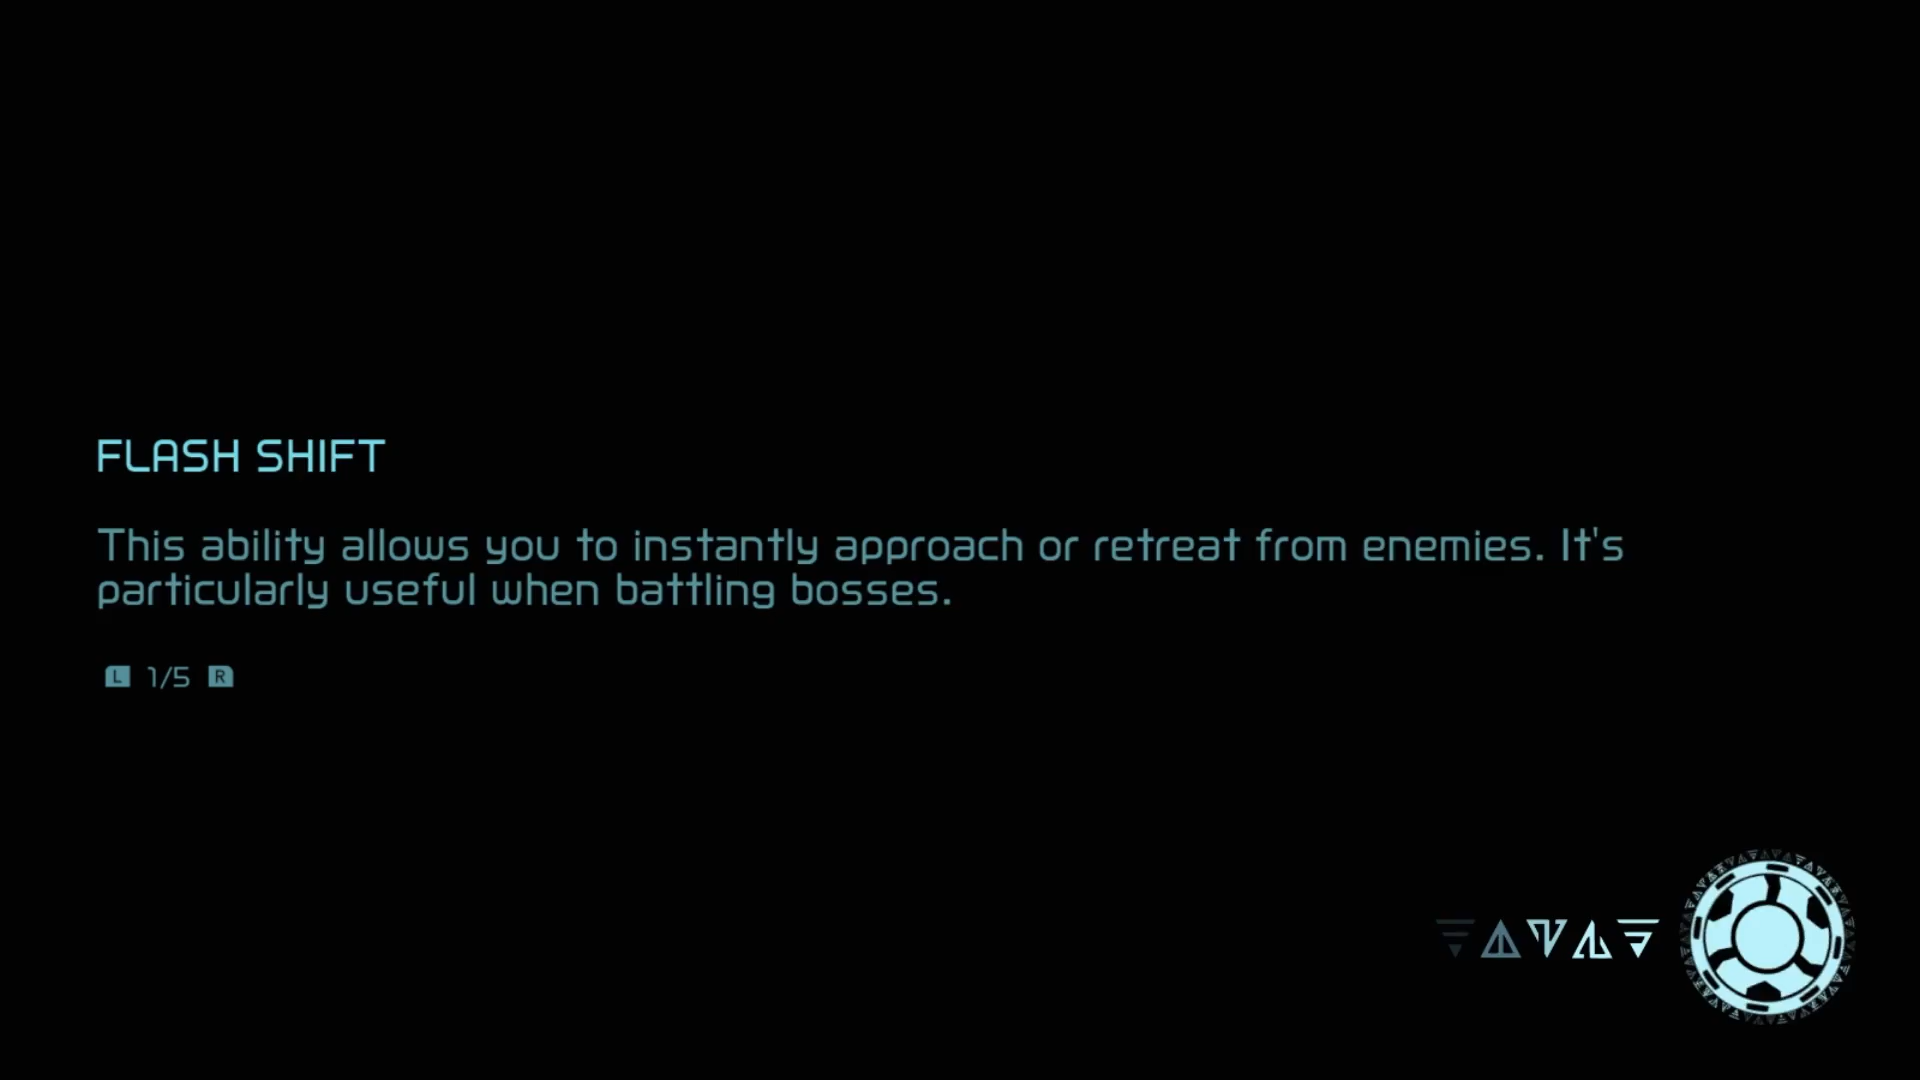 FLASH SHIFT
This ability allows you to instantly approach or retreat from enemies. It's
particularly useful when battling bosses.
L 1/5 R